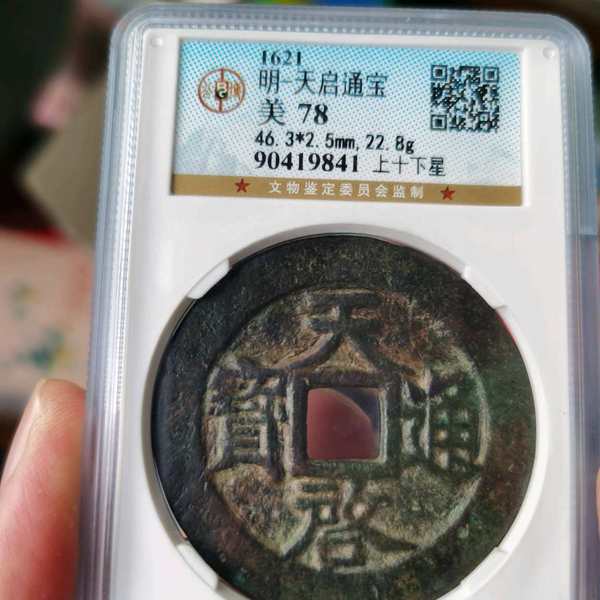 1621
明-天启通宝
美 78
46.3*2.5mm,22.8g
90419841 上十下星
★ 文物鉴定委员会监制 ★
天
寶 通
啓